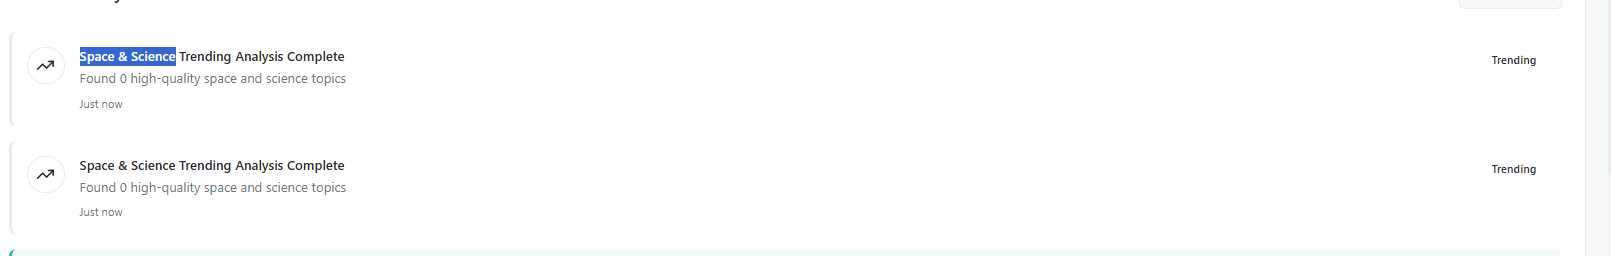 Space & Science Trending Analysis Complete
Trending
Found 0 high-quality space and science topics
Just now
Space & Science Trending Analysis Complete
Trending
Found 0 high-quality space and science topics
Just now